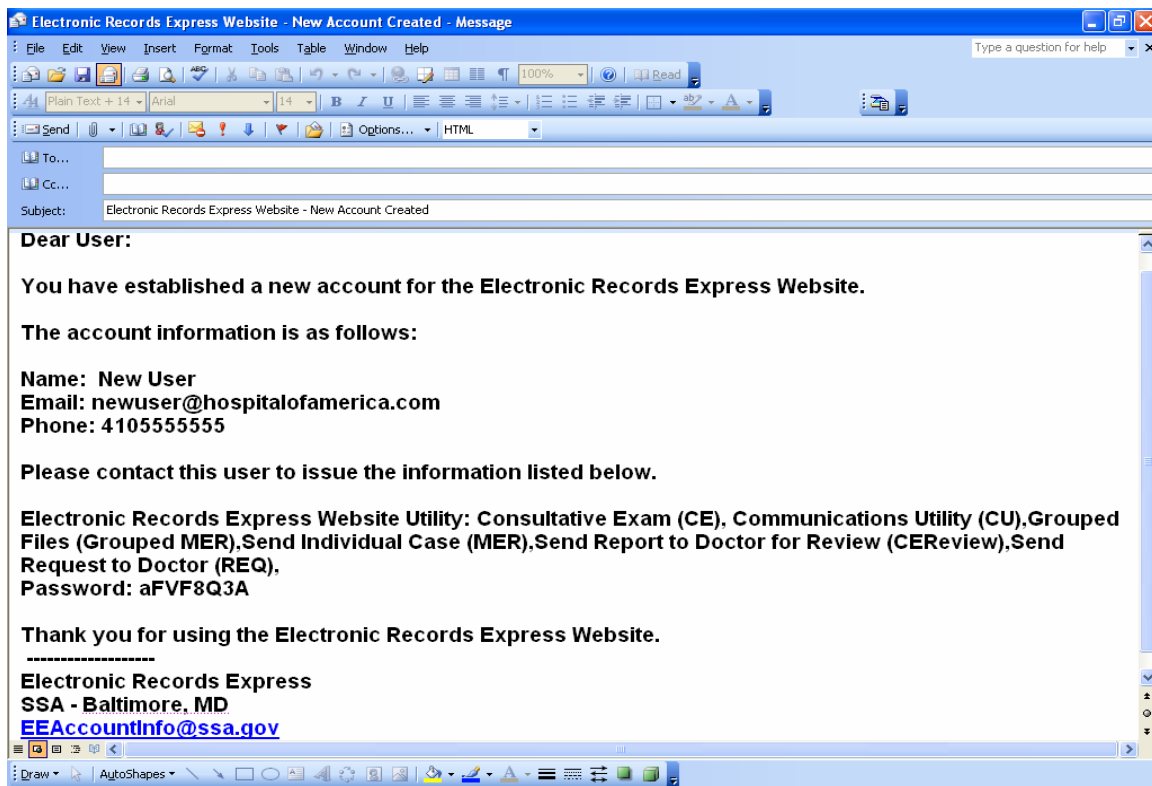 Electronic Records Express Website - New Account Created - Message
File Edit View Insert Format Tools Table Window Help
Type a question for help
100% Read
Plain Text + 14 Arial 14 B I U
Send Options... HTML
To...
Cc...
Subject: Electronic Records Express Website - New Account Created
Dear User:
You have established a new account for the Electronic Records Express Website.
The account information is as follows:
Name: New User
Email: newuser@hospitalofamerica.com
Phone: 4105555555
Please contact this user to issue the information listed below.
Electronic Records Express Website Utility: Consultative Exam (CE), Communications Utility (CU),Grouped
Files (Grouped MER),Send Individual Case (MER),Send Report to Doctor for Review (CEReview),Send
Request to Doctor (REQ),
Password: aFVF8Q3A
Thank you for using the Electronic Records Express Website.
-------------------
Electronic Records Express
SSA - Baltimore, MD
EEAccountInfo@ssa.gov
Draw AutoShapes